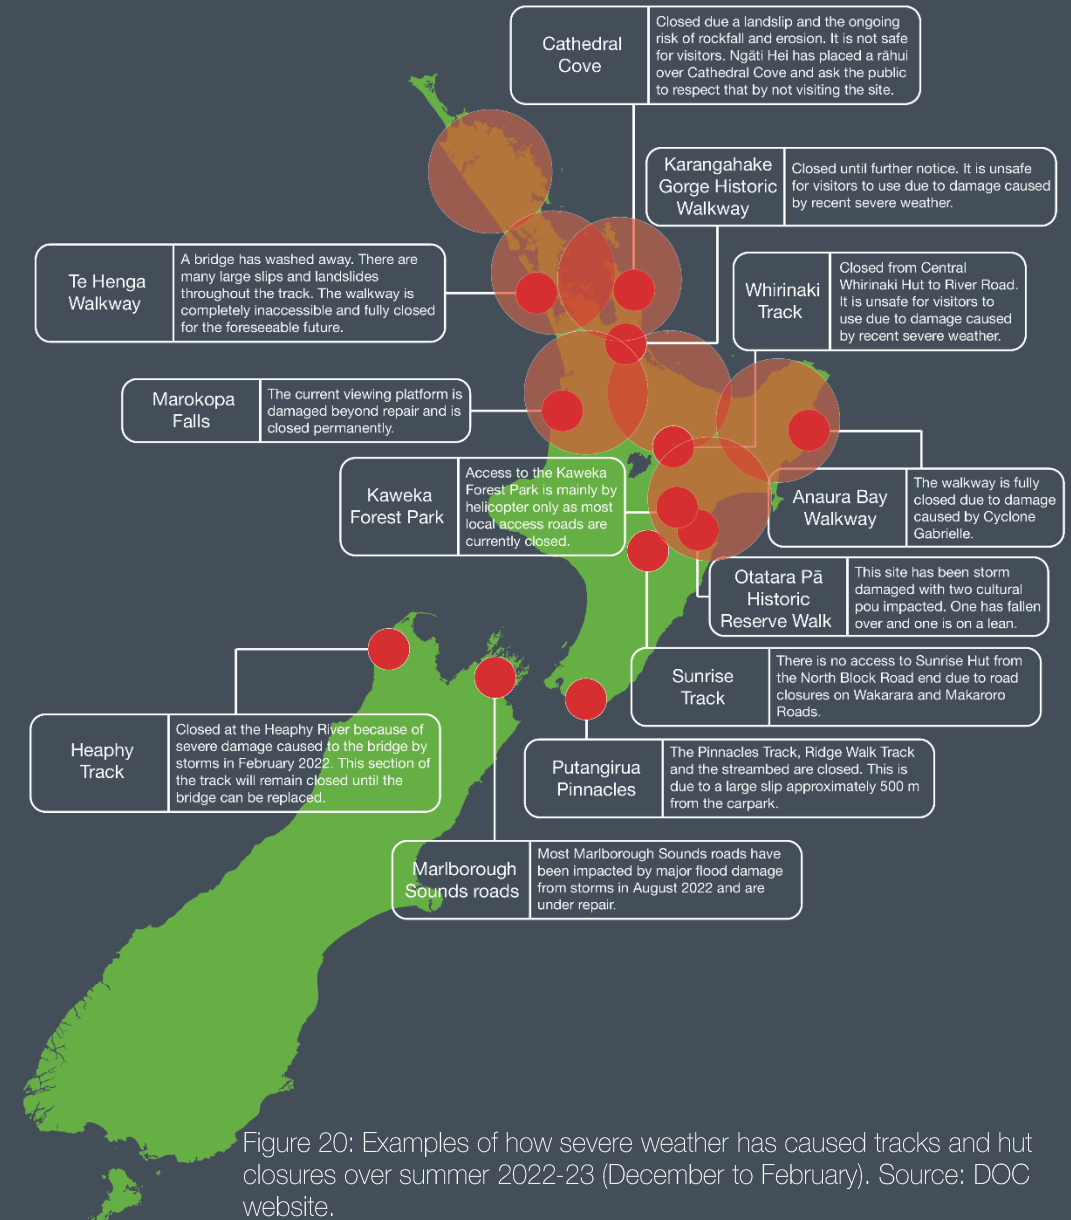 Cathedral
Cove
Closed due a landslip and the ongoing
risk of rockfall and erosion. It is not safe
for visitors. Ngāti Hei has placed a rāhui
over Cathedral Cove and ask the public
to respect that by not visiting the site.
Karangahake
Gorge Historic
Walkway
Closed until further notice. It is unsafe
for visitors to use due to damage caused
by recent severe weather.
Te Henga
Walkway
A bridge has washed away. There are
many large slips and landslides
throughout the track. The walkway is
completely inaccessible and fully closed
for the foreseeable future.
Whirinaki
Track
Closed from Central
Whirinaki Hut to River Road.
It is unsafe for visitors to
use due to damage caused
by recent severe weather.
Marokopa
Falls
The current viewing platform is
damaged beyond repair and is
closed permanently.
Kaweka
Forest Park
Access to the Kaweka
Forest Park is mainly by
helicopter only as most
local access roads are
currently closed.
Anaura Bay
Walkway
The walkway is fully
closed due to damage
caused by Cyclone
Gabrielle.
Otatara Pā
Historic
Reserve Walk
This site has been storm
damaged with two cultural
pou impacted. One has fallen
over and one is on a lean.
Sunrise
Track
There is no access to Sunrise Hut from
the North Block Road end due to road
closures on Wakarara and Makaroro
Roads.
Heaphy
Track
Closed at the Heaphy River because of
severe damage caused to the bridge by
storms in February 2022. This section of
the track will remain closed until the
bridge can be replaced.
Putangirua
Pinnacles
The Pinnacles Track, Ridge Walk Track
and the streambed are closed. This is
due to a large slip approximately 500 m
from the carpark.
Marlborough
Sounds roads
Most Marlborough Sounds roads have
been impacted by major flood damage
from storms in August 2022 and are
under repair.
Figure 20: Examples of how severe weather has caused tracks and hut
closures over summer 2022-23 (December to February). Source: DOC
website.